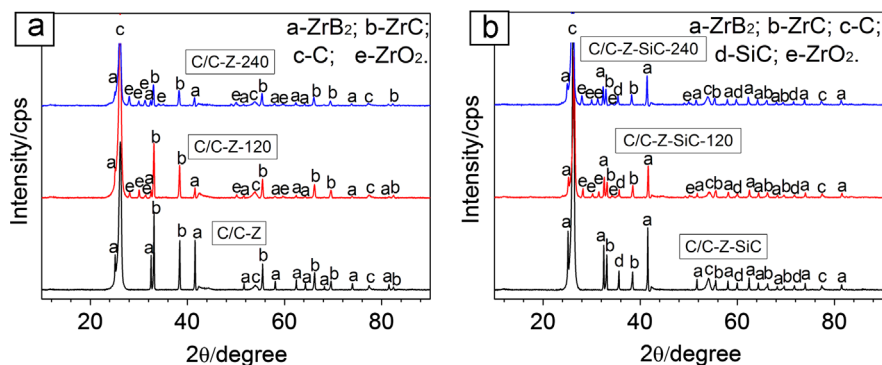 a
a-ZrB₂; b-ZrC;
c-C; e-ZrO₂.
c
C/C-Z-240
a e e e a b e b a e a c b a e a a b b a c a b
C/C-Z-120
a e e e a b b a e a c b a e a a b b a c a b
C/C-Z
a a b b a a c b a a a b a b a c a b
Intensity/cps
20 40 60 80
2θ/degree
b
a-ZrB₂; b-ZrC; c-C;
d-SiC; e-ZrO₂.
c
C/C-Z-SiC-240
a e e e a b e e d b a e a c b a d a a b a b d a c a
C/C-Z-SiC-120
a e e e a b e e d b a e a c b a d a a b a b d a c a
C/C-Z-SiC
a a b d b a a c b a d a a b a b d a c a
Intensity/cps
20 40 60 80
2θ/degree